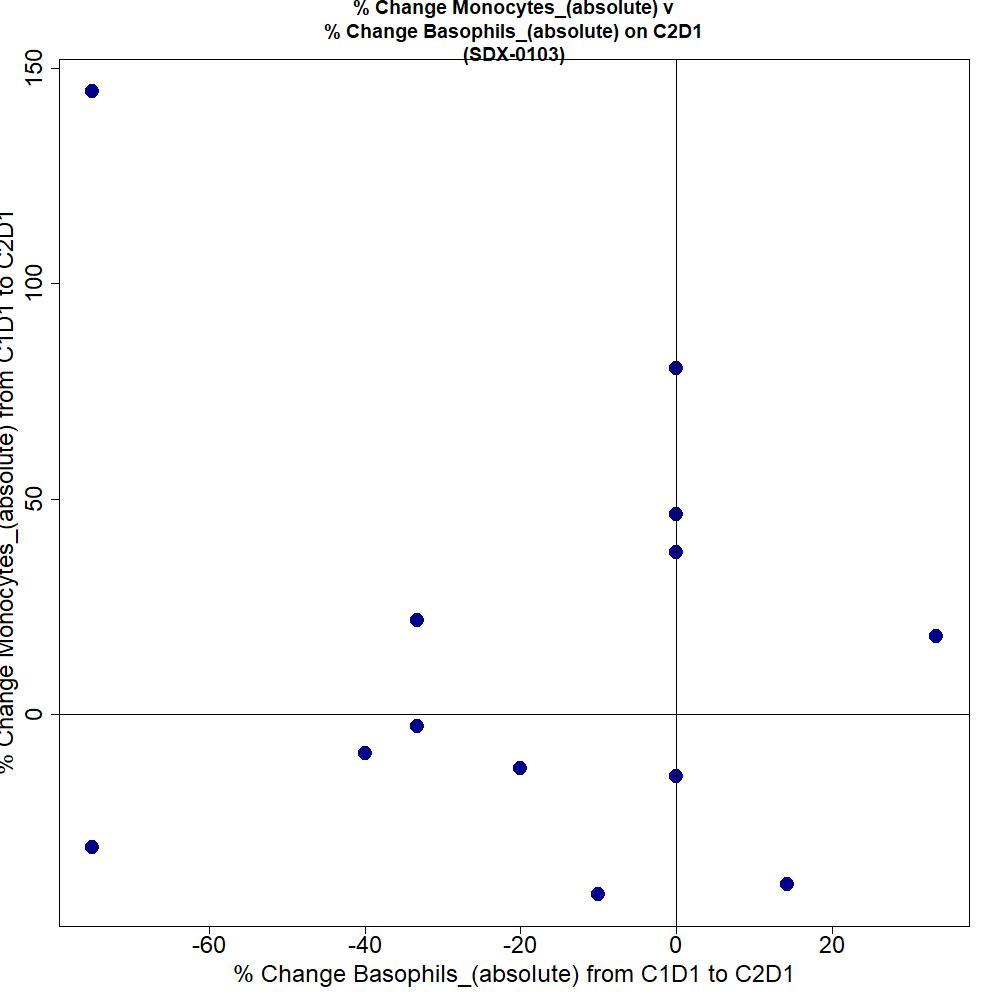 % Change Monocytes_(absolute) v
% Change Basophils_(absolute) on C2D1
(SDX-0103)
150
100
50
0
% Change Monocytes_(absolute) from C1D1 to C2D1
-60
-40
-20
0
20
% Change Basophils_(absolute) from C1D1 to C2D1